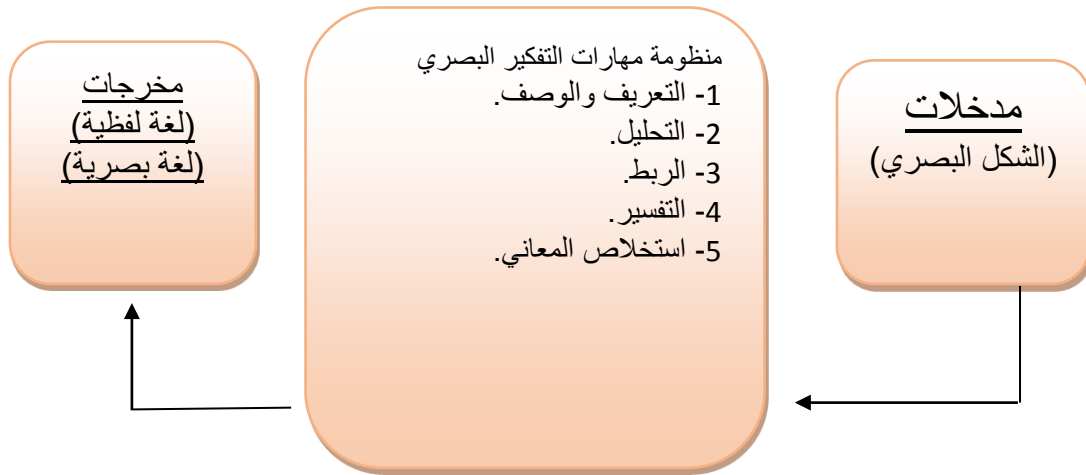 مدخلات
(الشكل البصري)
منظومة مهارات التفكير البصري
1- التعريف والوصف.
2- التحليل.
3- الربط.
4- التفسير.
5- استخلاص المعاني.
مخرجات
(لغة لفظية)
(لغة بصرية)